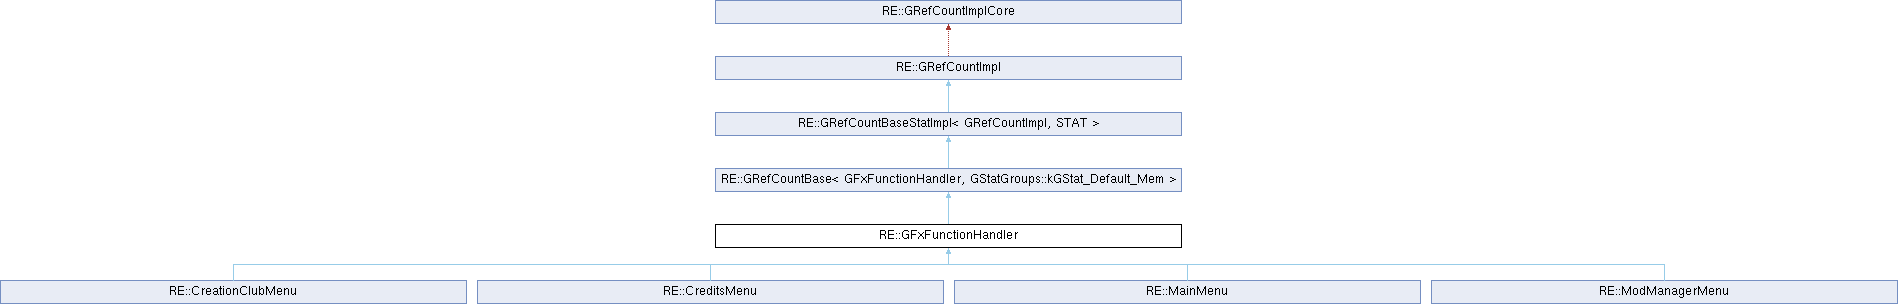 RE::GRefCountImplCore
RE::GRefCountImpl
RE::GRefCountBaseStatImpl< GRefCountImpl, STAT >
RE::GRefCountBase< GFxFunctionHandler, GStatGroups::kGStat_Default_Mem >
RE::GFxFunctionHandler
RE::CreationClubMenu
RE::CreditsMenu
RE::MainMenu
RE::ModManagerMenu